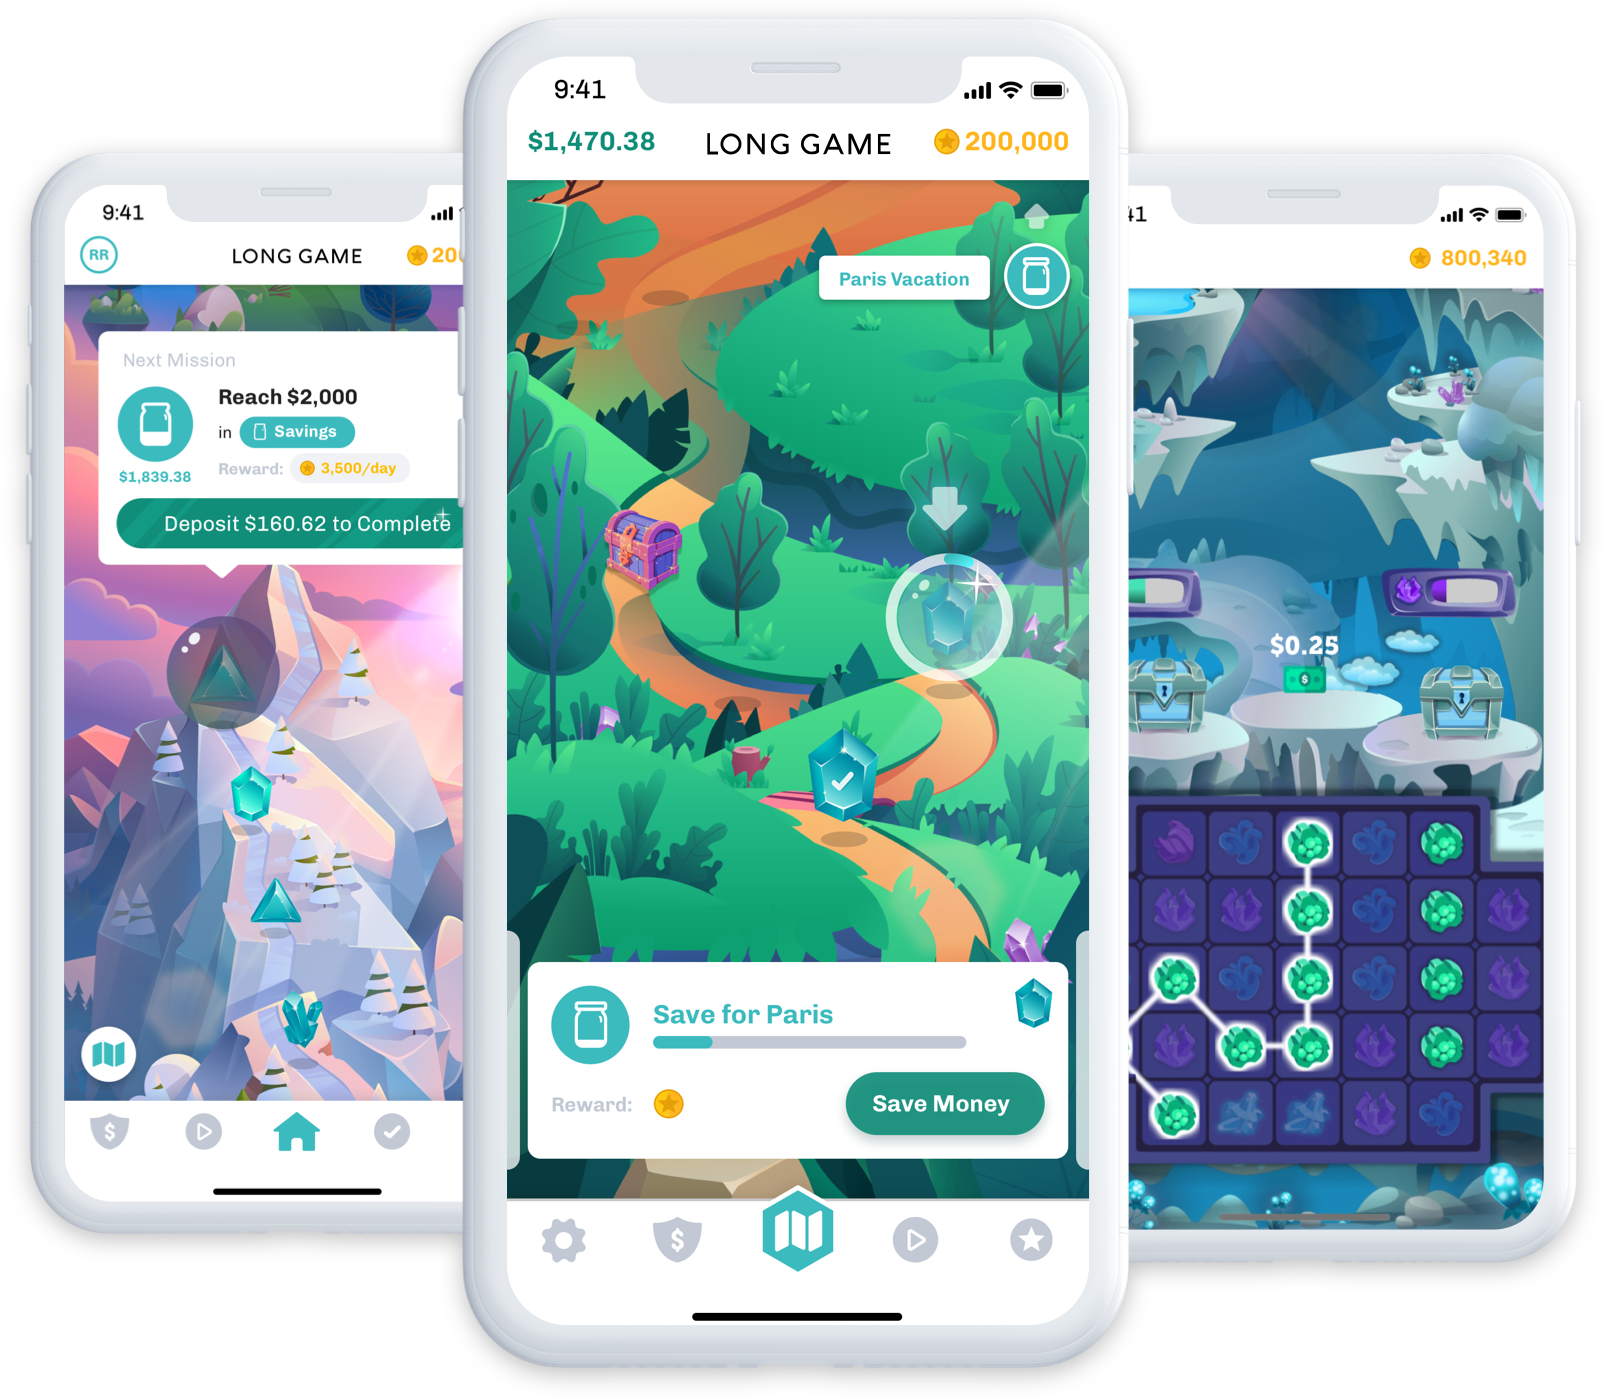 9:41
RR
LONG GAME
Next Mission
Reach $2,000
in Savings
$1,839.38
Reward: 3,500/day
Deposit $160.62 to Complete
$
9:41
$1,470.38 LONG GAME 200,000
Paris Vacation
Save for Paris
Reward:
Save Money
$
800,340
$0.25
$